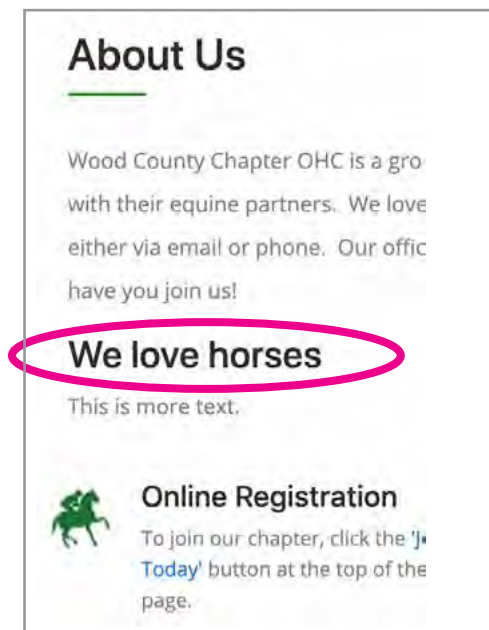 About Us
Wood County Chapter OHC is a gro
with their equine partners. We love
either via email or phone. Our offic
have you join us!
We love horses
This is more text.
Online Registration
To join our chapter, click the 'J
Today' button at the top of the
page.